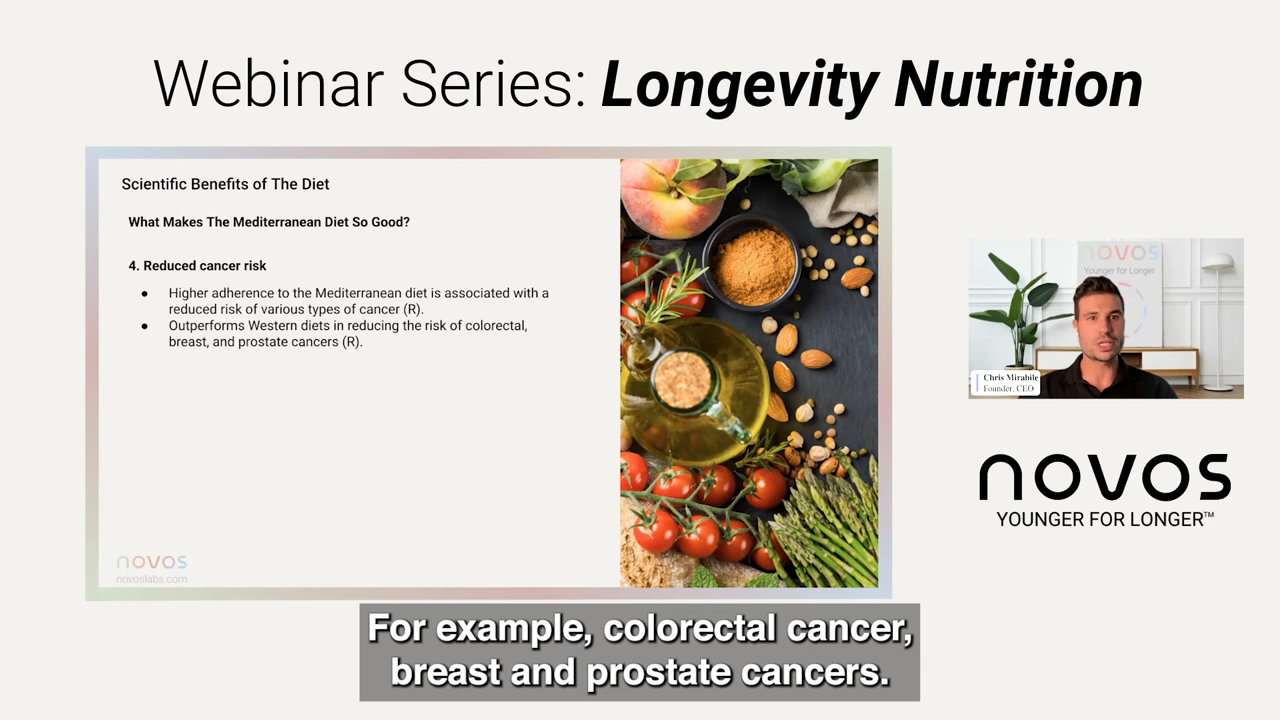 Webinar Series: Longevity Nutrition
Scientific Benefits of The Diet
What Makes The Mediterranean Diet So Good?
4. Reduced cancer risk
● Higher adherence to the Mediterranean diet is associated with a
reduced risk of various types of cancer (R).
● Outperforms Western diets in reducing the risk of colorectal,
breast, and prostate cancers (R).
novos
novoslabs.com
novos
Younger for Longer
Chris Mirabile
Founder, CEO
novos
YOUNGER FOR LONGER™
For example, colorectal cancer,
breast and prostate cancers.